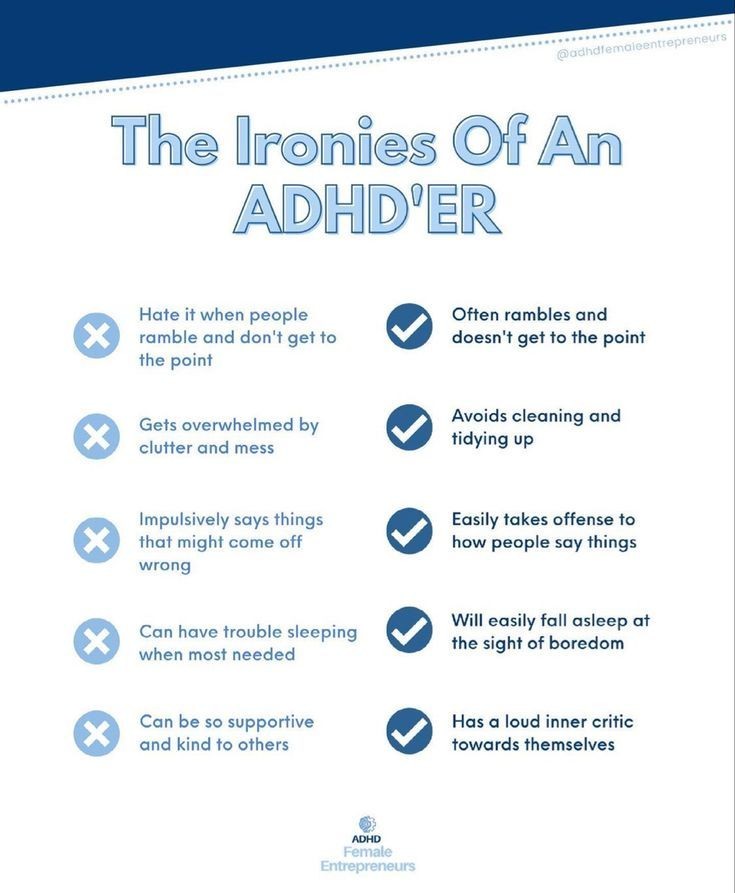 @adhdfemaleentrepreneurs
The Ironies Of An
ADHD'ER
Hate it when people
ramble and don't get to
the point
Often rambles and
doesn't get to the point
Gets overwhelmed by
clutter and mess
Avoids cleaning and
tidying up
Impulsively says things
that might come off
wrong
Easily takes offense to
how people say things
Can have trouble sleeping
when most needed
Will easily fall asleep at
the sight of boredom
Can be so supportive
and kind to others
Has a loud inner critic
towards themselves
ADHD
Female
Entrepreneurs